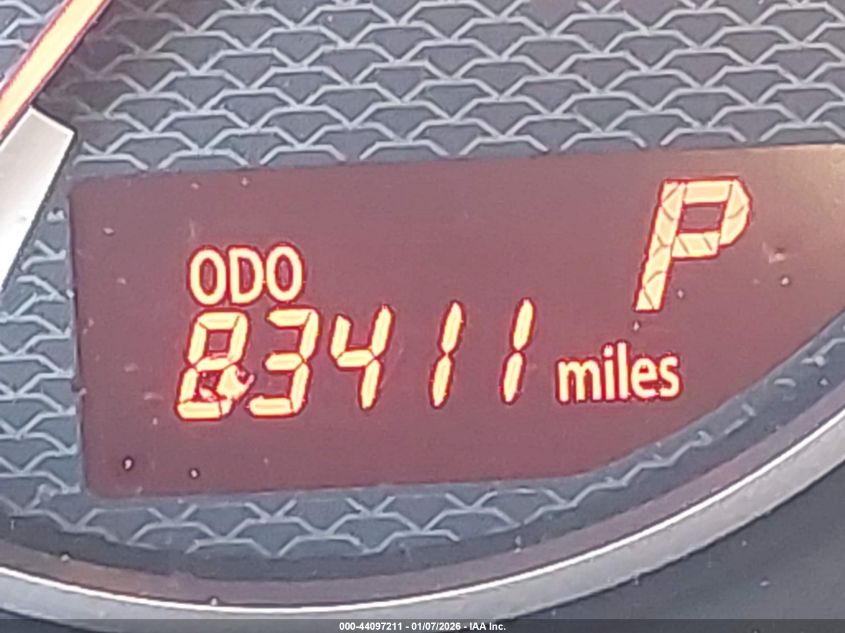 P
ODO
83411 miles
000-44097211 - 01/07/2026 - IAA Inc.